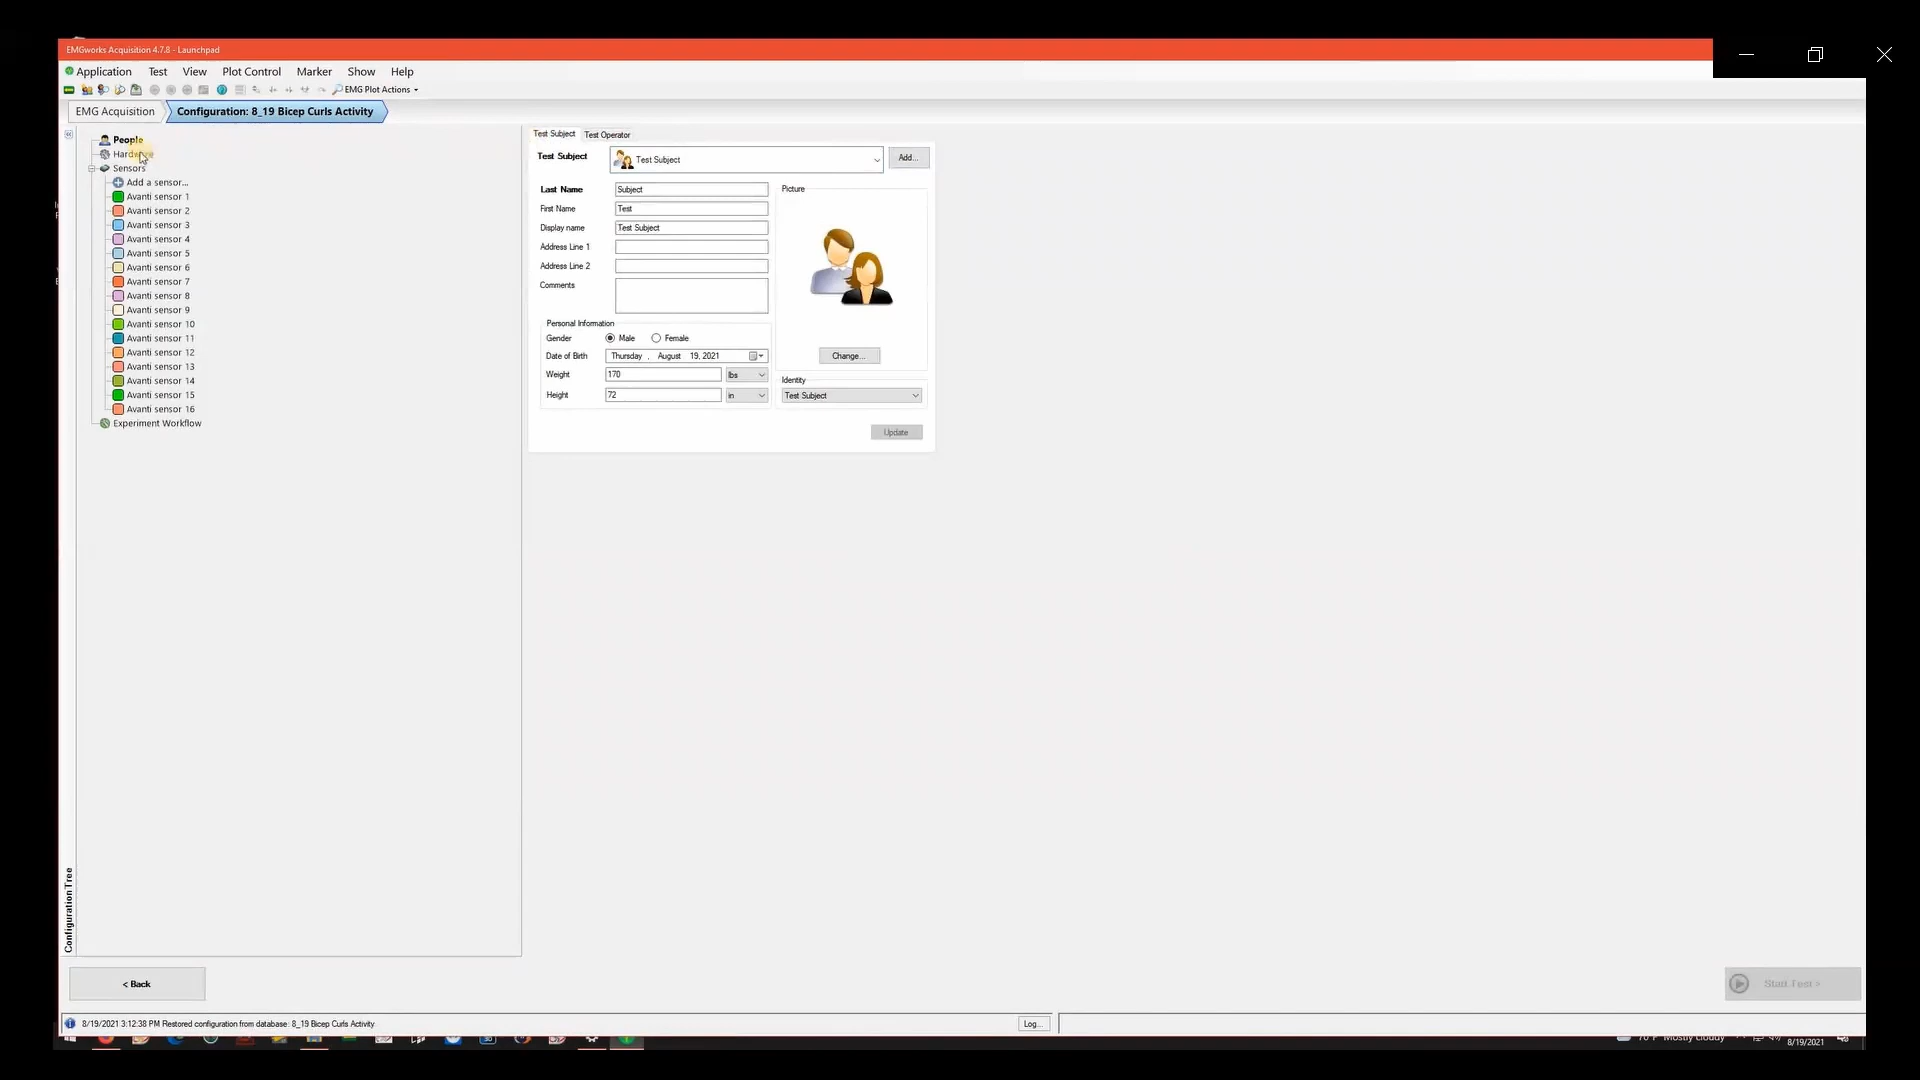 EMGworks Acquisition 4.7.8 - Launchpad
Application Test View Plot Control Marker Show Help
EMG Plot Actions
EMG Acquisition Configuration: 8_19 Bicep Curls Activity
People
Hardware
Sensors
Add a sensor...
Avanti sensor 1
Avanti sensor 2
Avanti sensor 3
Avanti sensor 4
Avanti sensor 5
Avanti sensor 6
Avanti sensor 7
Avanti sensor 8
Avanti sensor 9
Avanti sensor 10
Avanti sensor 11
Avanti sensor 12
Avanti sensor 13
Avanti sensor 14
Avanti sensor 15
Avanti sensor 16
Experiment Workflow
Configuration Tree
Test Subject Test Operator
Test Subject Test Subject Add...
Last Name Subject
First Name Test
Display name Test Subject
Address Line 1
Address Line 2
Comments
Picture
Change...
Personal Information
Gender Male Female
Date of Birth Thursday , August 19, 2021
Weight 170 lbs
Height 72 in
Identity
Test Subject
Update
< Back
Start Test >
8/19/2021 3:12:38 PM Restored configuration from database: 8_19 Bicep Curls Activity
Log...
70°F Mostly cloudy
8/19/2021